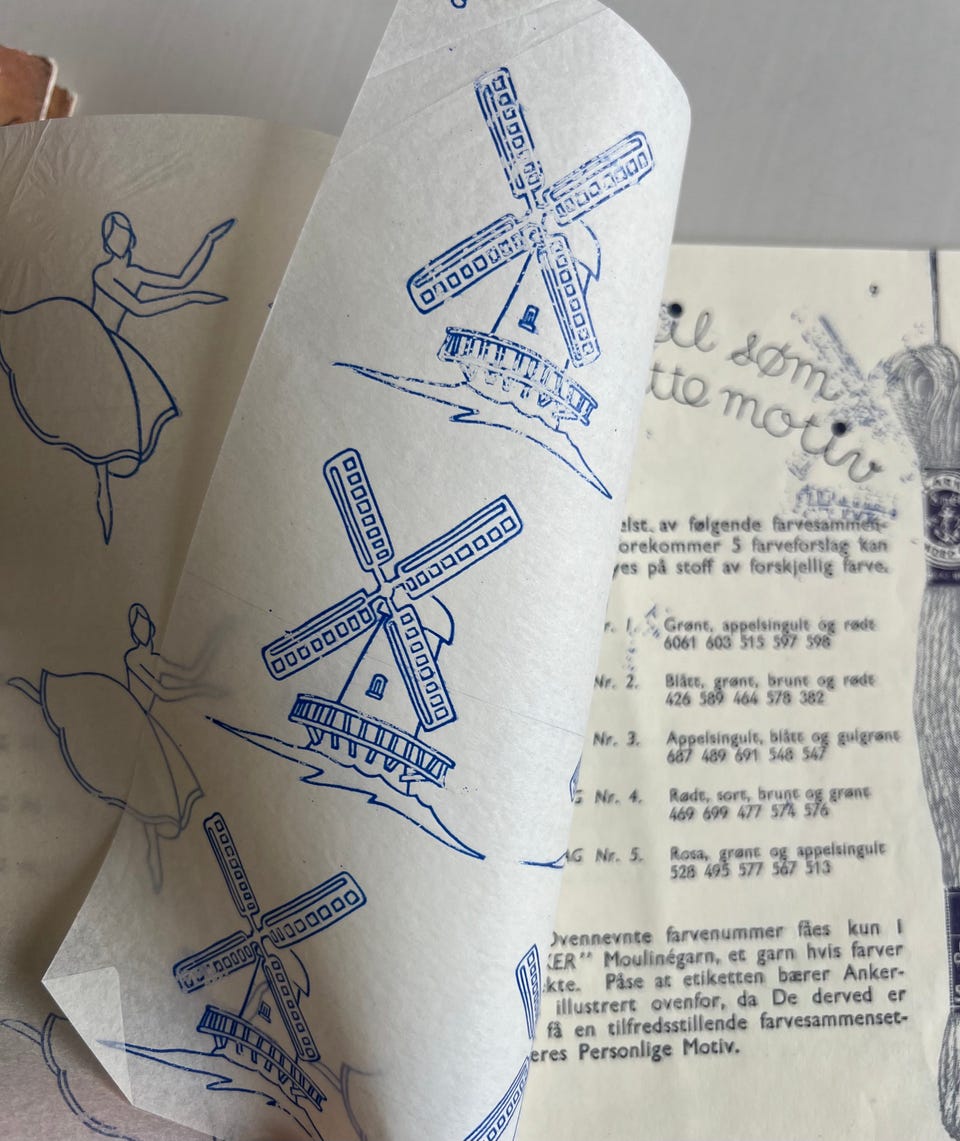 il søm
tte motiv
elst. av følgende farvesammen-
orekommer 5 farveforslag kan
es på stoff av forskjellig farve.
r. 1. Grønt, appelsingult og rødt
6061 603 515 597 598
Nr. 2. Blått, grønt, brunt og rødt
426 589 464 578 382
Nr. 3. Appelsingult, blått og gulgrønt
687 489 691 548 547
G Nr. 4. Rødt, sort, brunt og grønt
469 699 477 574 576
AG Nr. 5. Rosa, grønt og appelsingult
528 495 577 567 513
Ovennevnte farvenummer fåes kun I
KER" Moulinégarn, et garn hvis farver
kte. Påse at etiketten bærer Anker-
illustrert ovenfor, da De derved er
få en tilfredsstillende farvesammenset-
eres Personlige Motiv.